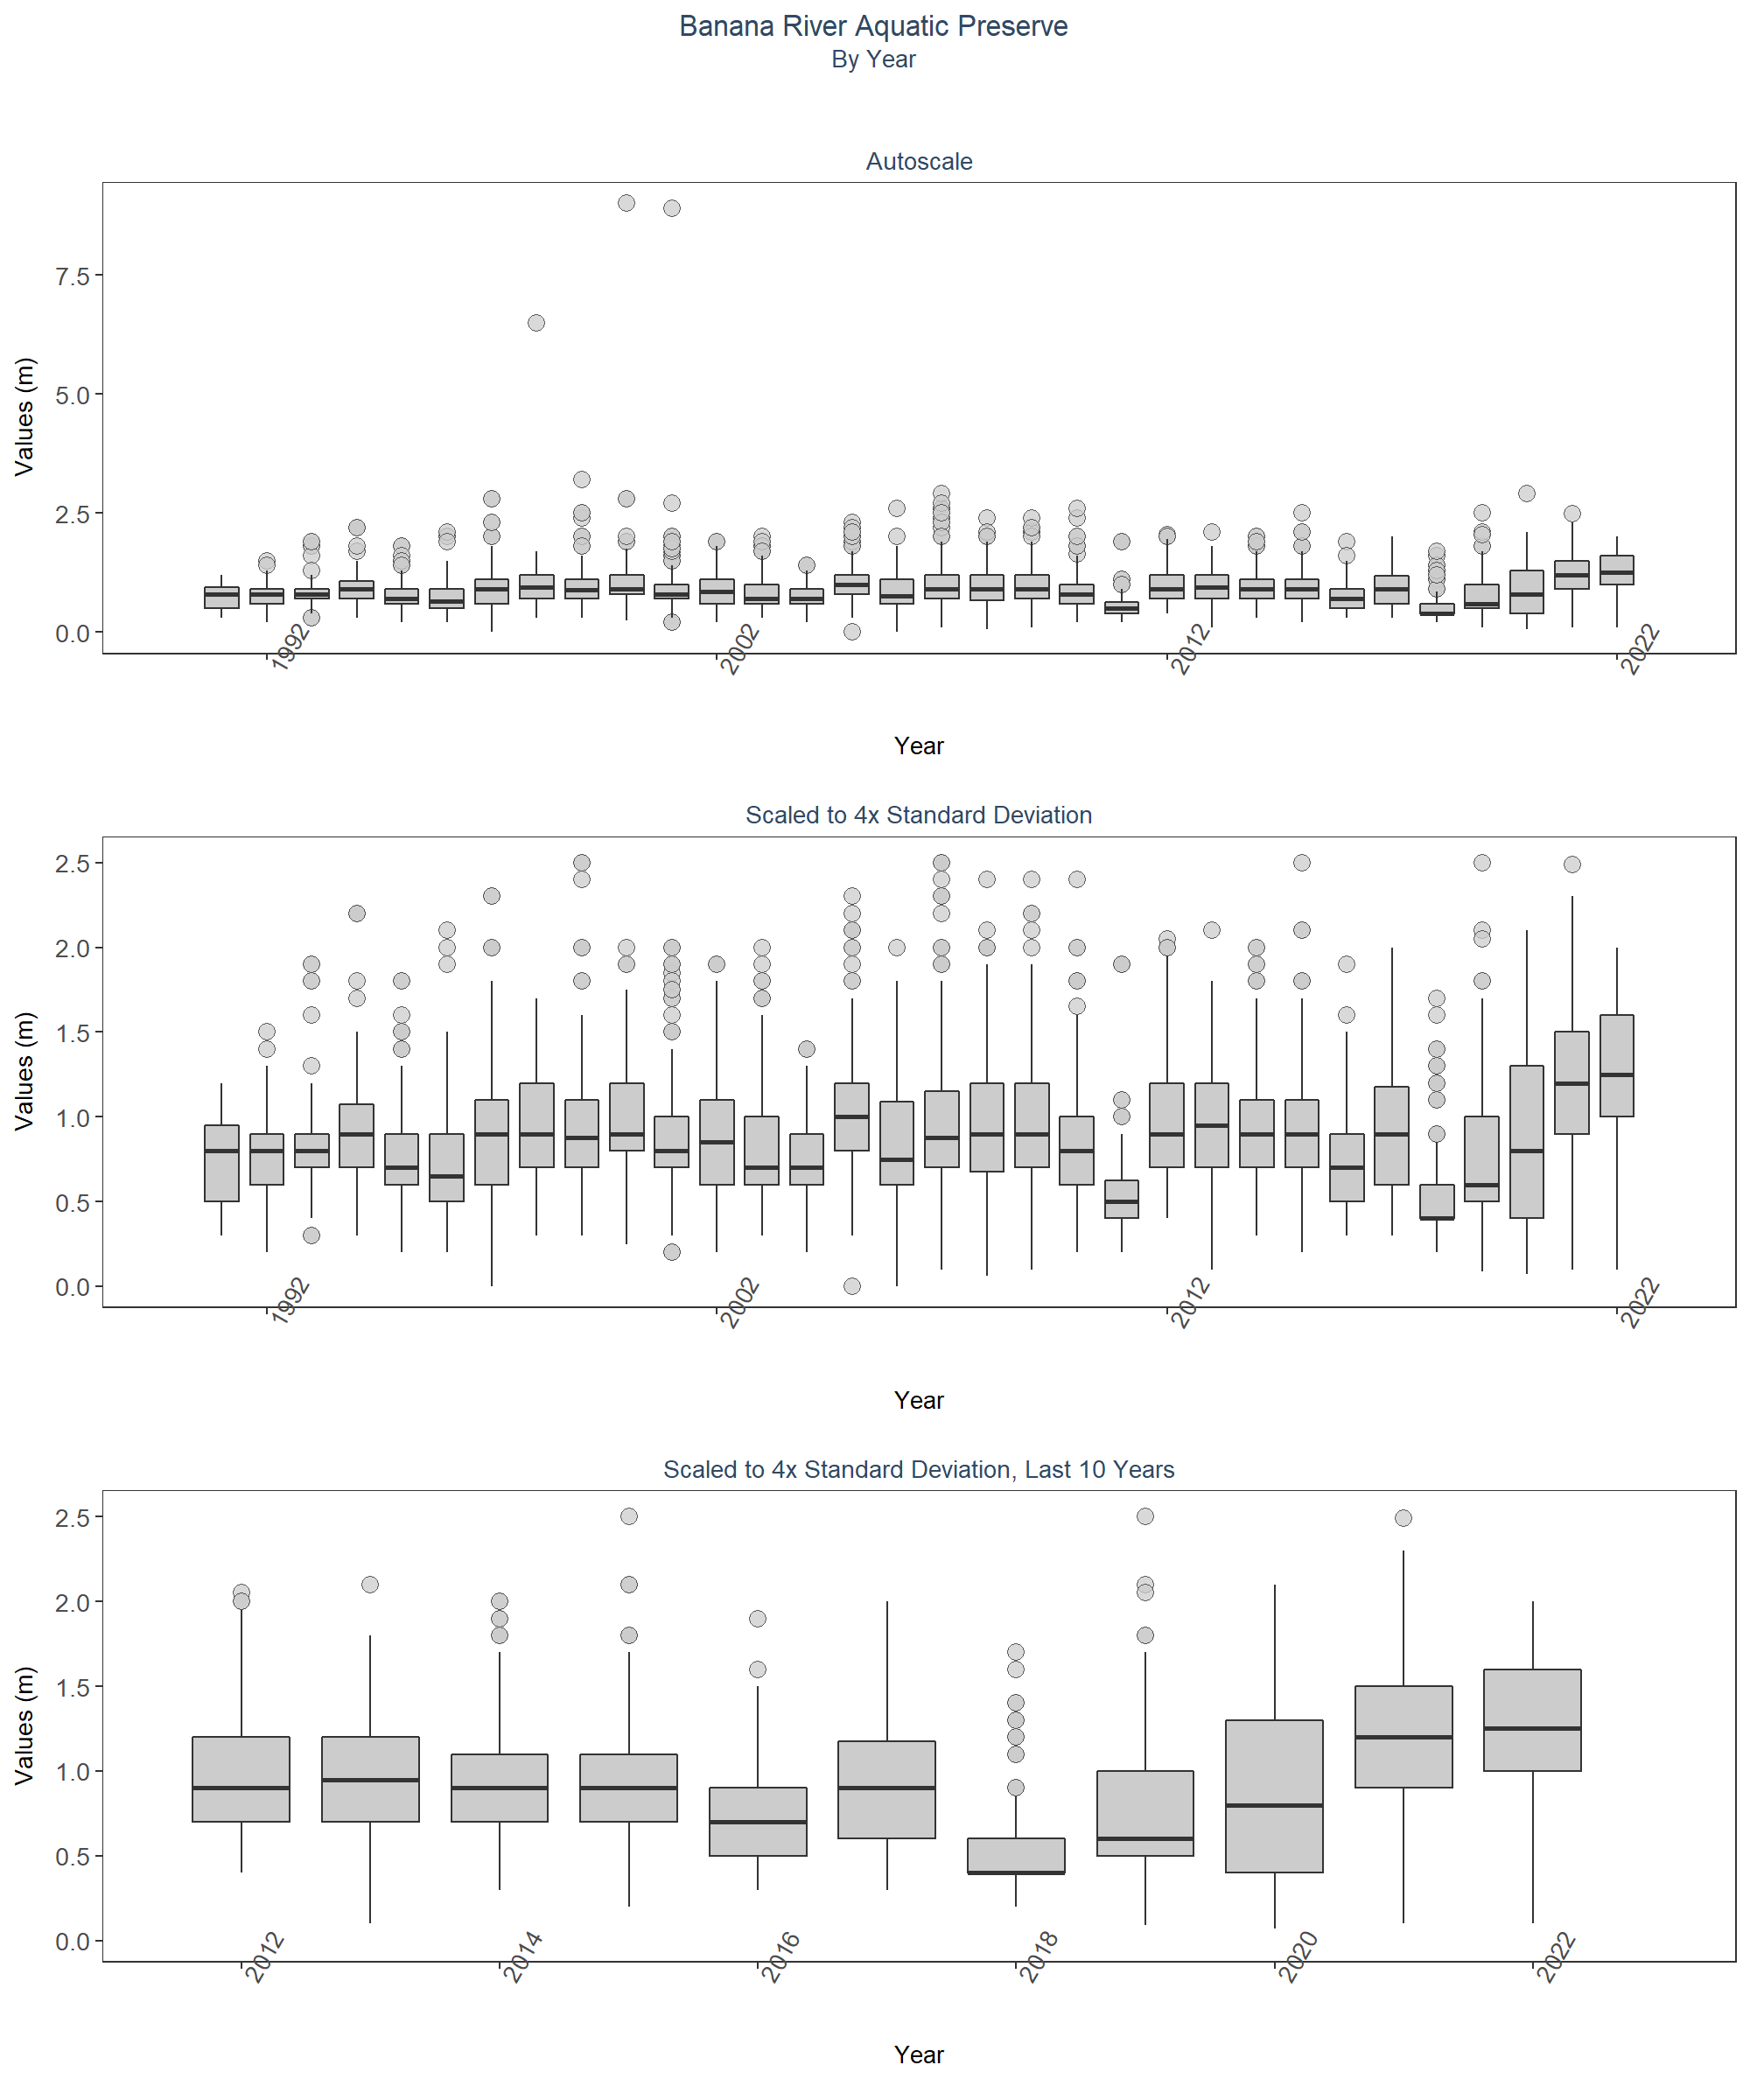 Banana River Aquatic Preserve
By Year
Autoscale
Values (m)
7.5
5.0
2.5
0.0
1992
2002
2012
2022
Year
Scaled to 4x Standard Deviation
Values (m)
2.5
2.0
1.5
1.0
0.5
0.0
1992
2002
2012
2022
Year
Scaled to 4x Standard Deviation, Last 10 Years
Values (m)
2.5
2.0
1.5
1.0
0.5
0.0
2012
2014
2016
2018
2020
2022
Year